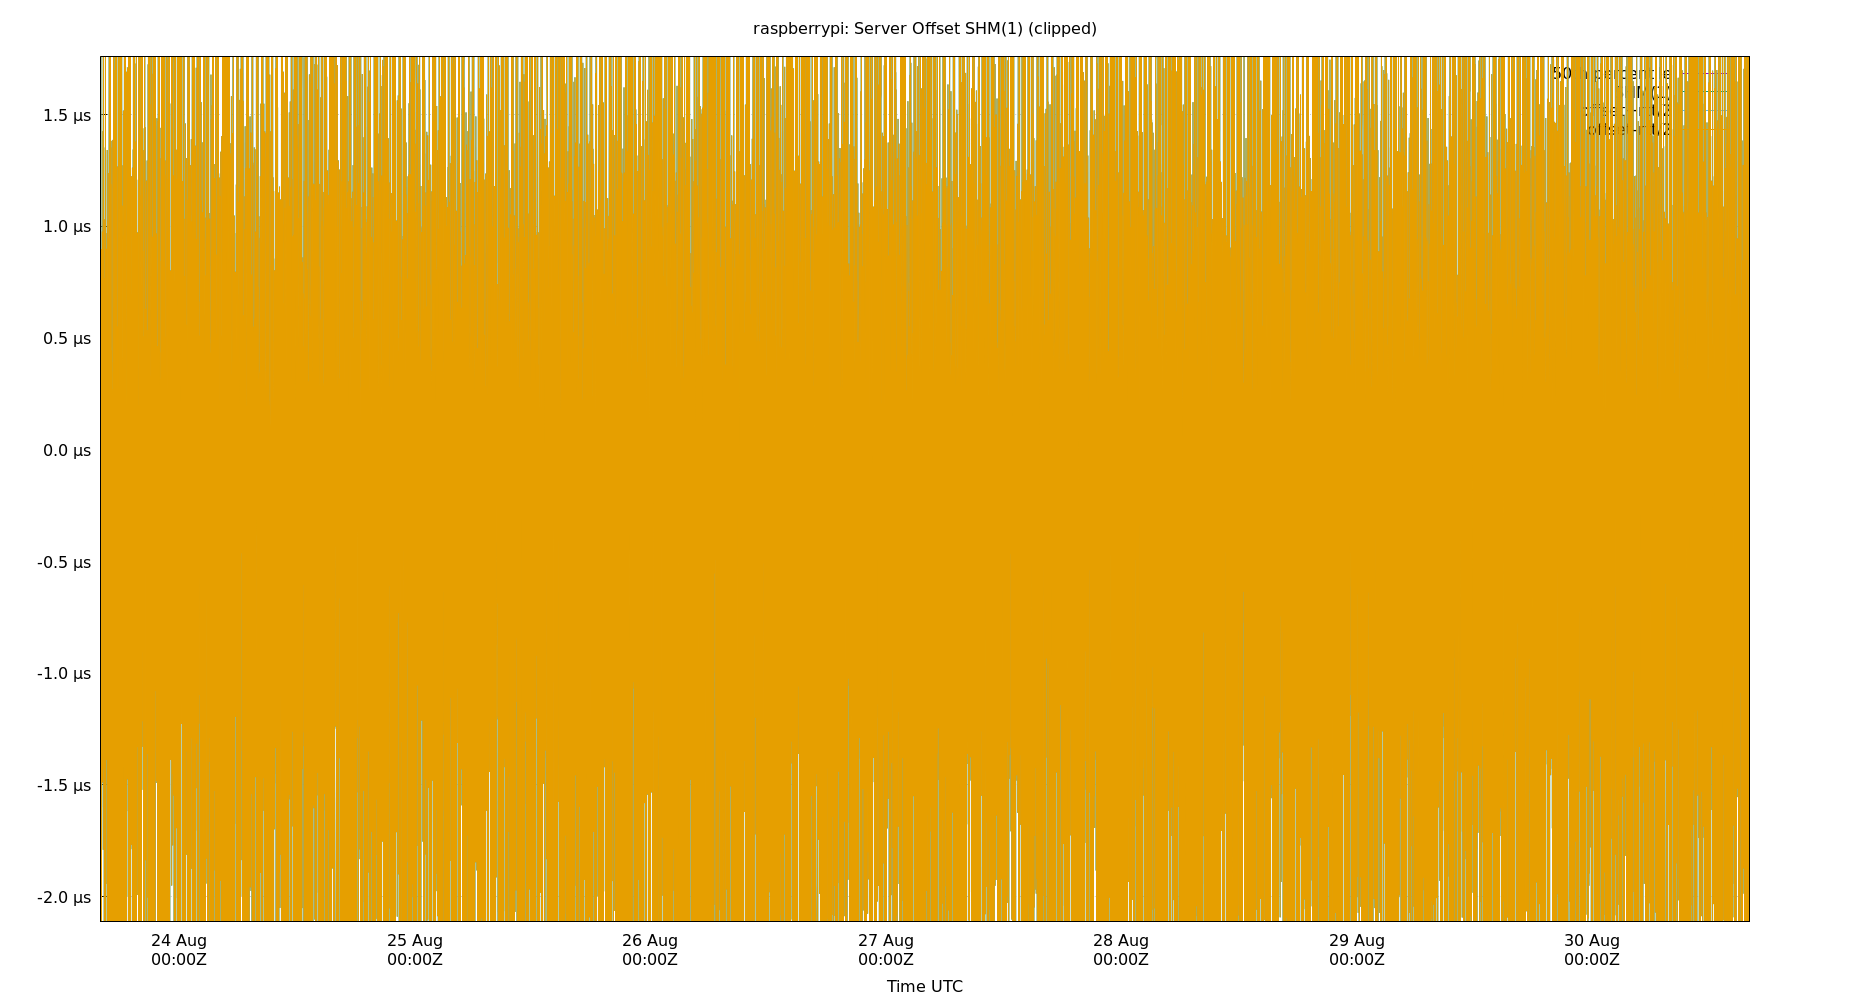 raspberrypi: Server Offset SHM(1) (clipped)
1.5 µs
1.0 µs
0.5 µs
0.0 µs
-0.5 µs
-1.0 µs
-1.5 µs
-2.0 µs
24 Aug 25 Aug 26 Aug 27 Aug 28 Aug 29 Aug 30 Aug
00:00Z 00:00Z 00:00Z 00:00Z 00:00Z 00:00Z 00:00Z
Time UTC